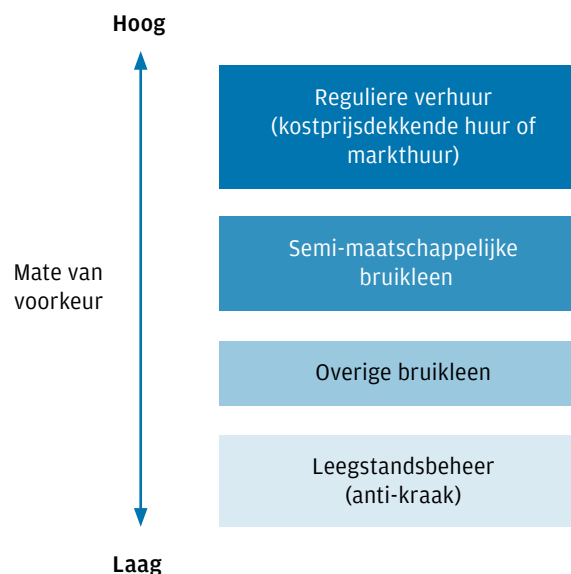 Hoog
Reguliere verhuur
(kostprijsdekkende huur of
markthuur)
Semi-maatschappelijke
bruikleen
Mate van
voorkeur
Overige bruikleen
Leegstandsbeheer
(anti-kraak)
Laag